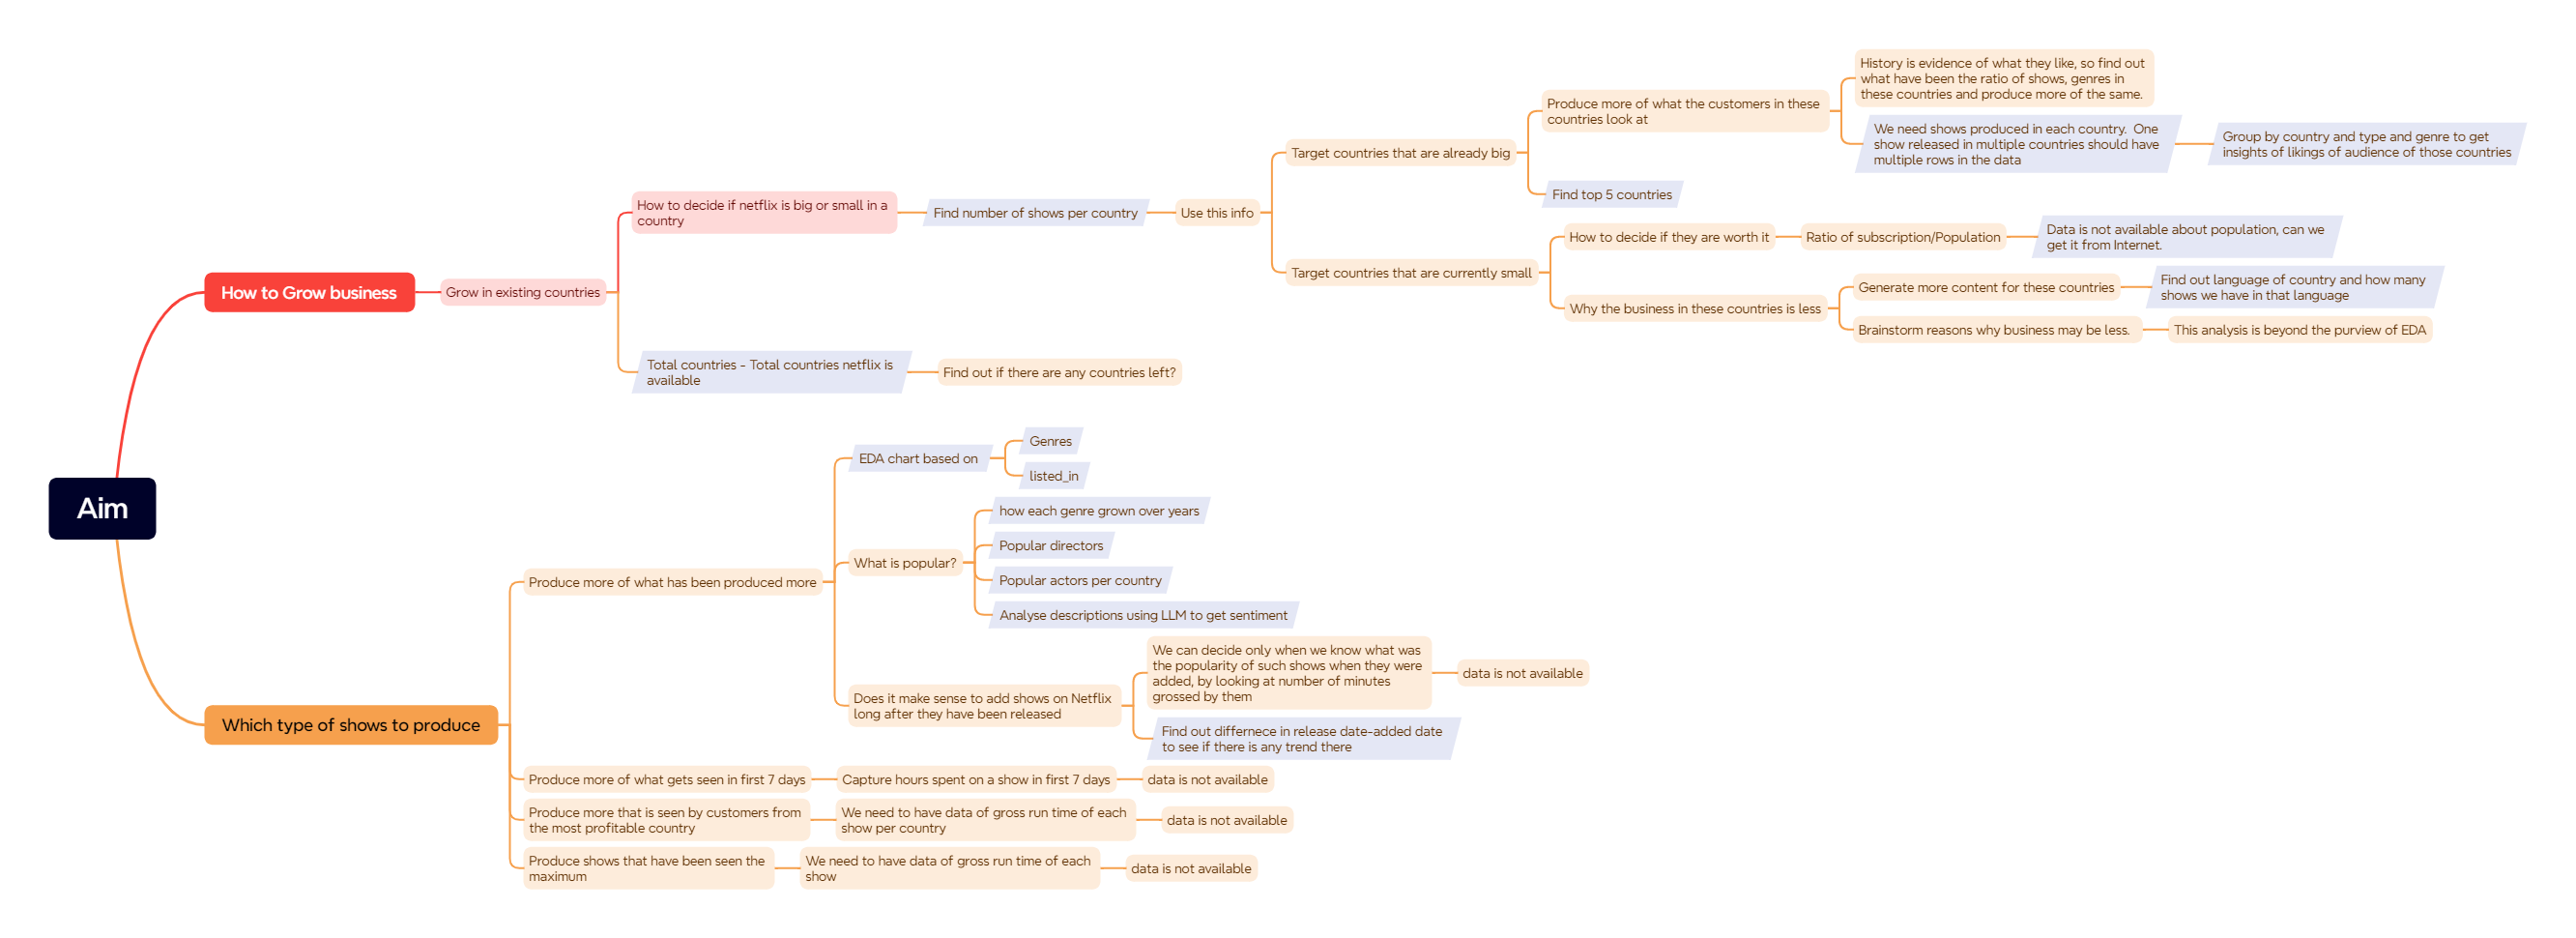 Aim
How to Grow business
Grow in existing countries
How to decide if netflix is big or small in a
country
Find number of shows per country
Use this info
Target countries that are already big
Produce more of what the customers in these
countries look at
History is evidence of what they like, so find out
what have been the ratio of shows, genres in
these countries and produce more of the same.
We need shows produced in each country. One
show released in multiple countries should have
multiple rows in the data
Group by country and type and genre to get
insights of likings of audience of those countries
Find top 5 countries
Target countries that are currently small
How to decide if they are worth it
Ratio of subscription/Population
Data is not available about population, can we
get it from Internet.
Why the business in these countries is less
Generate more content for these countries
Find out language of country and how many
shows we have in that language
Brainstorm reasons why business may be less.
This analysis is beyond the purview of EDA
Total countries - Total countries netflix is
available
Find out if there are any countries left?
Which type of shows to produce
Produce more of what has been produced more
EDA chart based on
Genres
listed_in
What is popular?
how each genre grown over years
Popular directors
Popular actors per country
Analyse descriptions using LLM to get sentiment
Does it make sense to add shows on Netflix
long after they have been released
We can decide only when we know what was
the popularity of such shows when they were
added, by looking at number of minutes
grossed by them
data is not available
Find out differnece in release date-added date
to see if there is any trend there
Produce more of what gets seen in first 7 days
Capture hours spent on a show in first 7 days
data is not available
Produce more that is seen by customers from
the most profitable country
We need to have data of gross run time of each
show per country
data is not available
Produce shows that have been seen the
maximum
We need to have data of gross run time of each
show
data is not available